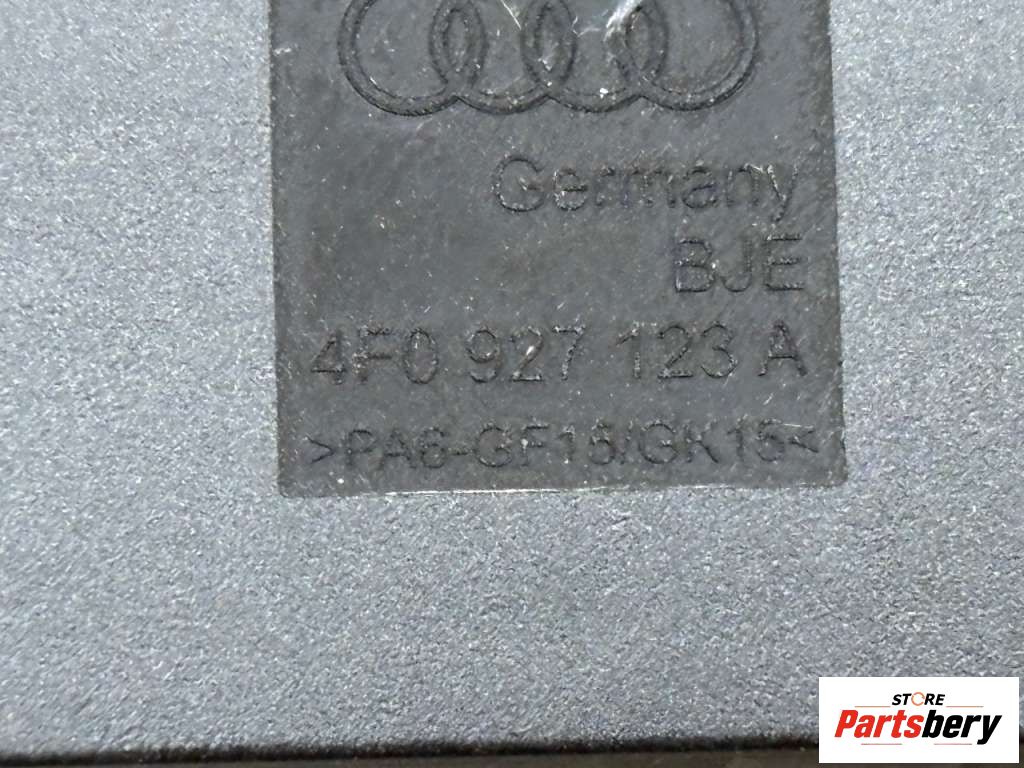 Germany
BJE
4F0 927 123 A
>PA6-GF15/GK15<
STORE
Partsbery